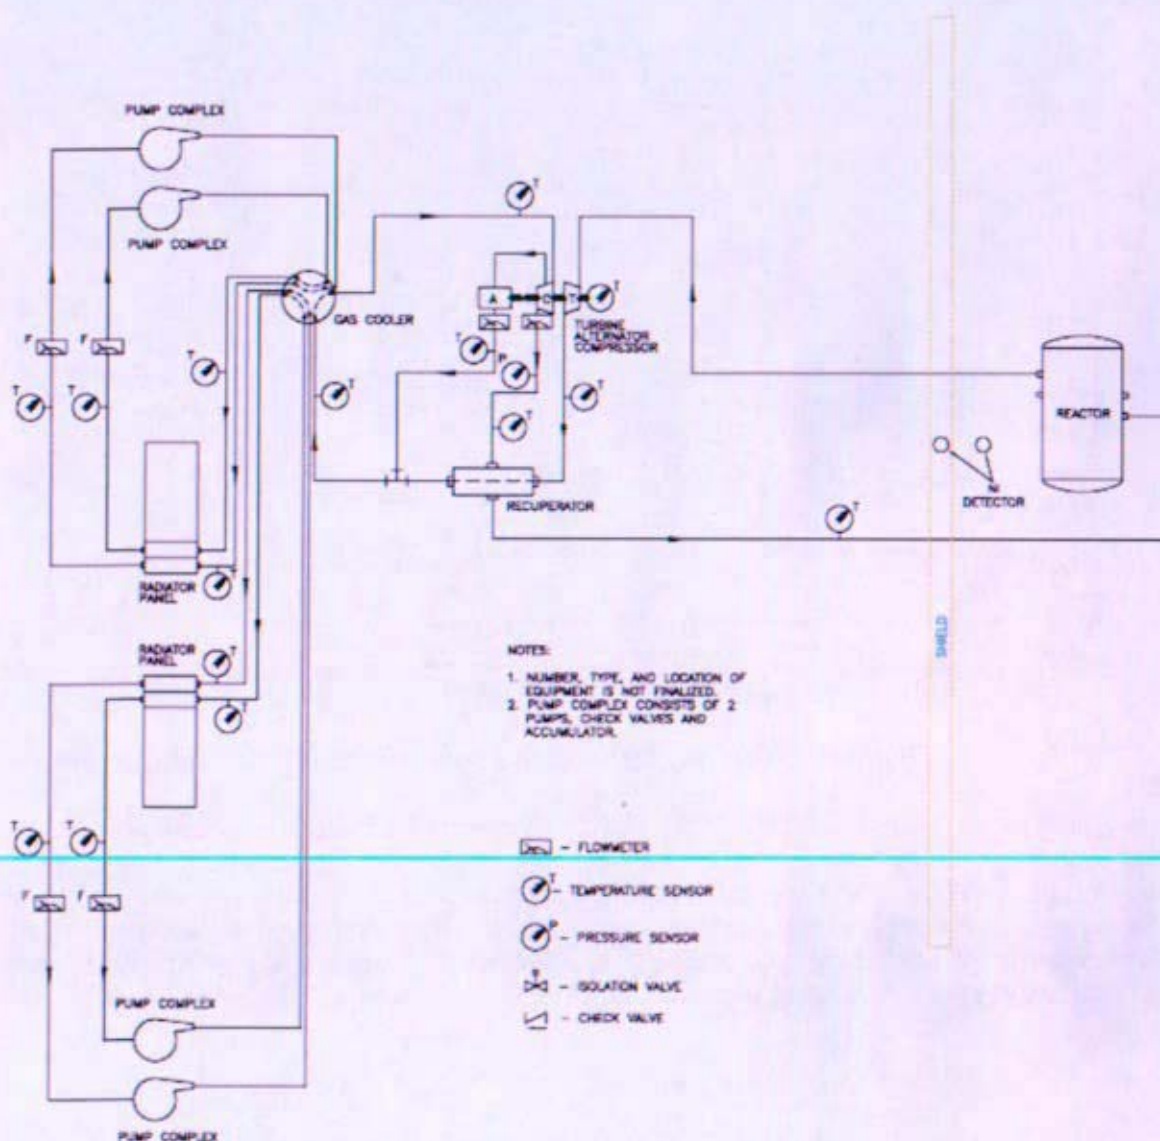 PUMP COMPLEX
PUMP COMPLEX
T
GAS COOLER
A
C
T
T
TURBINE
ALTERNATOR
COMPRESSOR
F
F
T
T
P
T
T
T
T
T
T
REACTOR
RECUPERATOR
DETECTOR
T
RADIATOR
PANEL
T
RADIATOR
PANEL
T
T
SHIELD
NOTES:
1. NUMBER, TYPE, AND LOCATION OF
EQUIPMENT IS NOT FINALIZED.
2. PUMP COMPLEX CONSISTS OF 2
PUMPS, CHECK VALVES AND
ACCUMULATOR.
T
T
F
F
- FLOWMETER
T
- TEMPERATURE SENSOR
P
- PRESSURE SENSOR
- ISOLATION VALVE
- CHECK VALVE
PUMP COMPLEX
PUMP COMPLEX